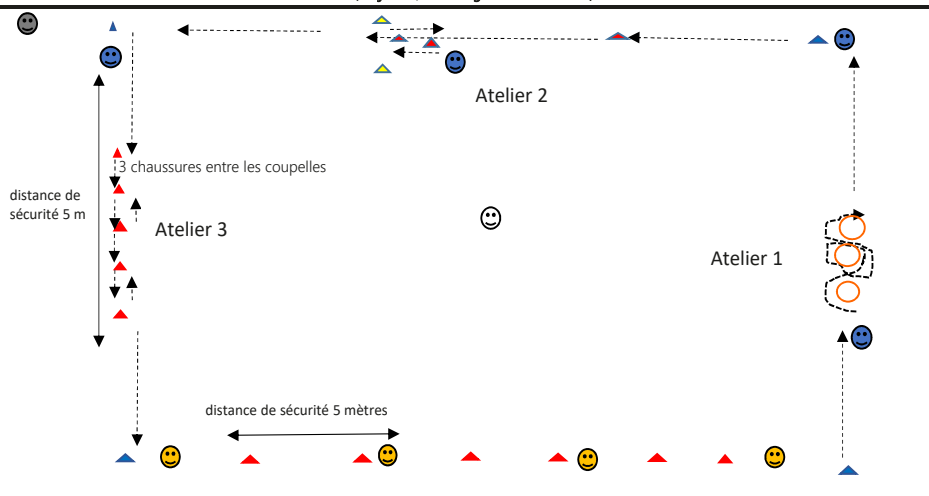 Atelier 2
3 chaussures entre les coupelles
distance de
sécurité 5 m
Atelier 3
Atelier 1
distance de sécurité 5 mètres